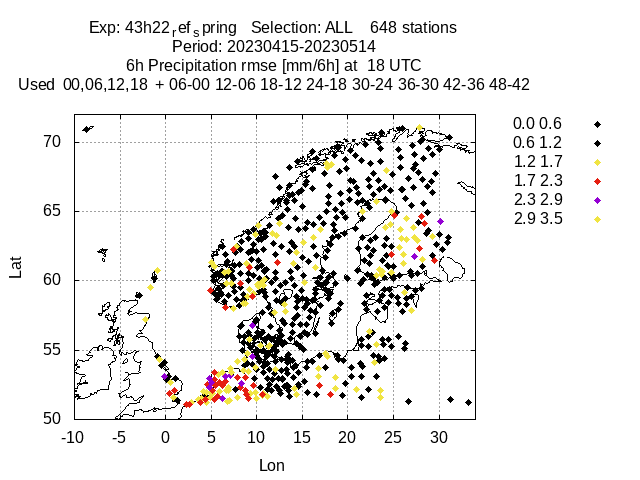 Exp: 43h22refspring   Selection: ALL    648 stations
Period: 20230415-20230514
6h Precipitation rmse [mm/6h] at  18 UTC
Used  00,06,12,18  + 06-00 12-06 18-12 24-18 30-24 36-30 42-36 48-42
0.0 0.6
0.6 1.2
1.2 1.7
1.7 2.3
2.3 2.9
2.9 3.5
70
65
60
55
50
Lat
-10 -5 0 5 10 15 20 25 30
Lon